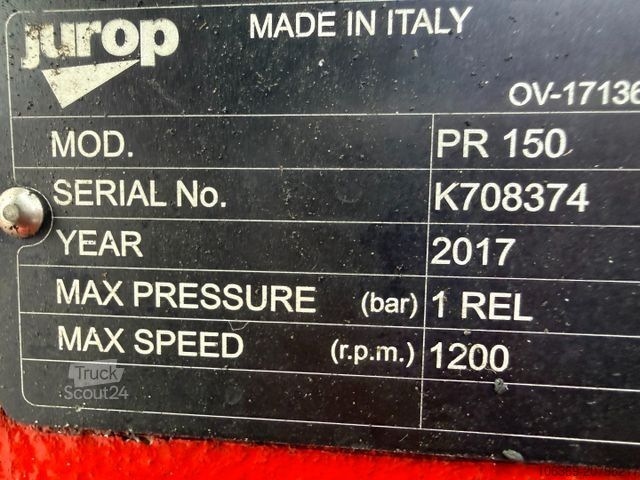 jurop MADE IN ITALY
OV-17136
MOD. PR 150
SERIAL No. K708374
YEAR 2017
MAX PRESSURE (bar) 1 REL
MAX SPEED (r.p.m.) 1200
Truck
Scout24